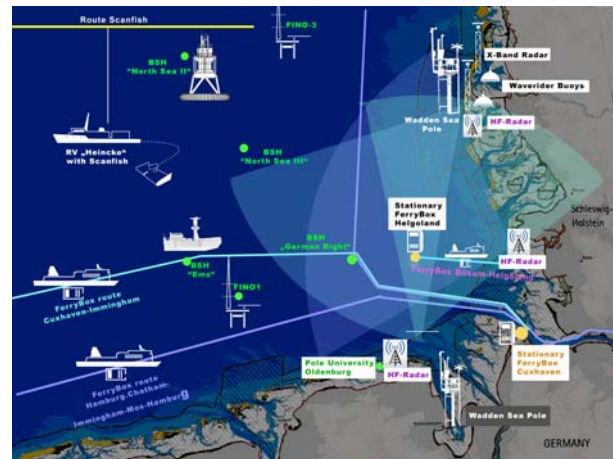 Route Scanfish
FINO-3
BSH
"North Sea II"
X-Band Radar
Waverider Buoys
Wadden Sea
Pole
HF-Radar
RV „Heincke"
with Scanfish
BSH
"North Sea III"
Stationary
FerryBox
Helgoland
Schleswig-
Holstein
BSH
„German Bight"
HF-Radar
FerryBox Büsum-Helgoland
BSH
"Ems"
FINO1
FerryBox route
Cuxhaven-Immingham
Stationary
FerryBox
Cuxhaven
Pole University
Oldenburg
HF-Radar
FerryBox route
Hamburg-Chatham-
Immingham-Mos-Hamburg
Wadden Sea Pole
GERMANY